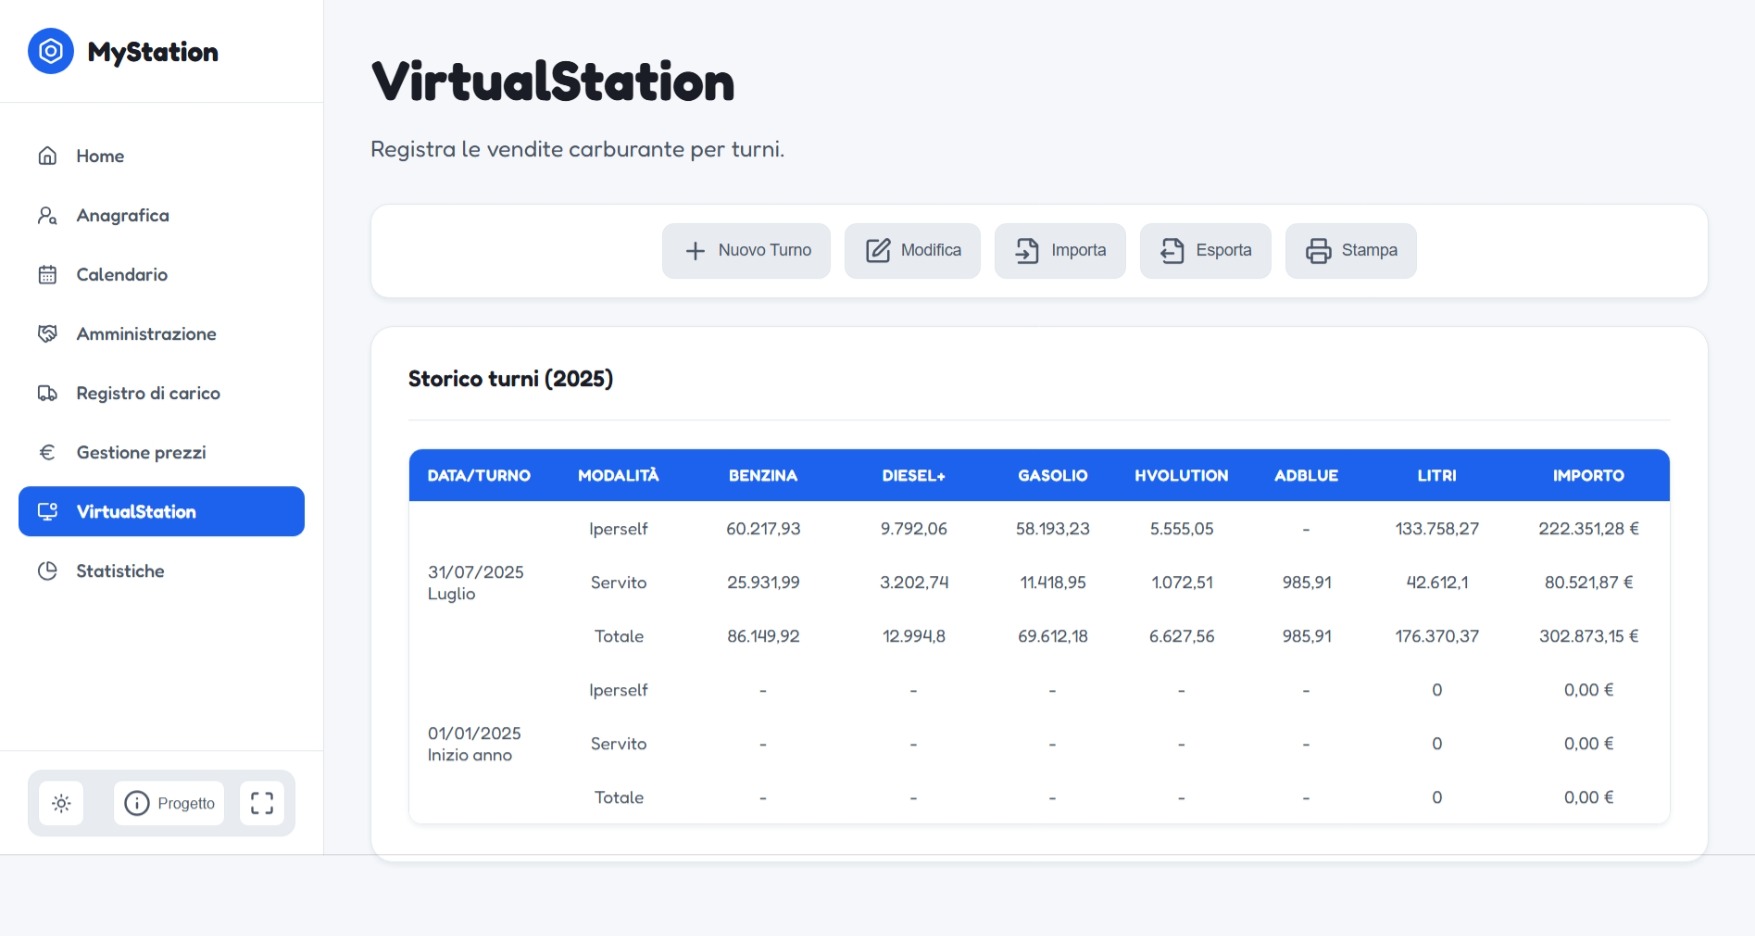 MyStation
Home
Anagrafica
Calendario
Amministrazione
Registro di carico
Gestione prezzi
VirtualStation
Statistiche
Progetto
VirtualStation
Registra le vendite carburante per turni.
Nuovo Turno
Modifica
Importa
Esporta
Stampa
Storico turni (2025)
DATA/TURNO MODALITÀ BENZINA DIESEL+ GASOLIO HVOLUTION ADBLUE LITRI IMPORTO
31/07/2025
Luglio
Iperself 60.217,93 9.792,06 58.193,23 5.555,05 - 133.758,27 222.351,28 €
Servito 25.931,99 3.202,74 11.418,95 1.072,51 985,91 42.612,1 80.521,87 €
Totale 86.149,92 12.994,8 69.612,18 6.627,56 985,91 176.370,37 302.873,15 €
01/01/2025
Inizio anno
Iperself - - - - - 0 0,00 €
Servito - - - - - 0 0,00 €
Totale - - - - - 0 0,00 €